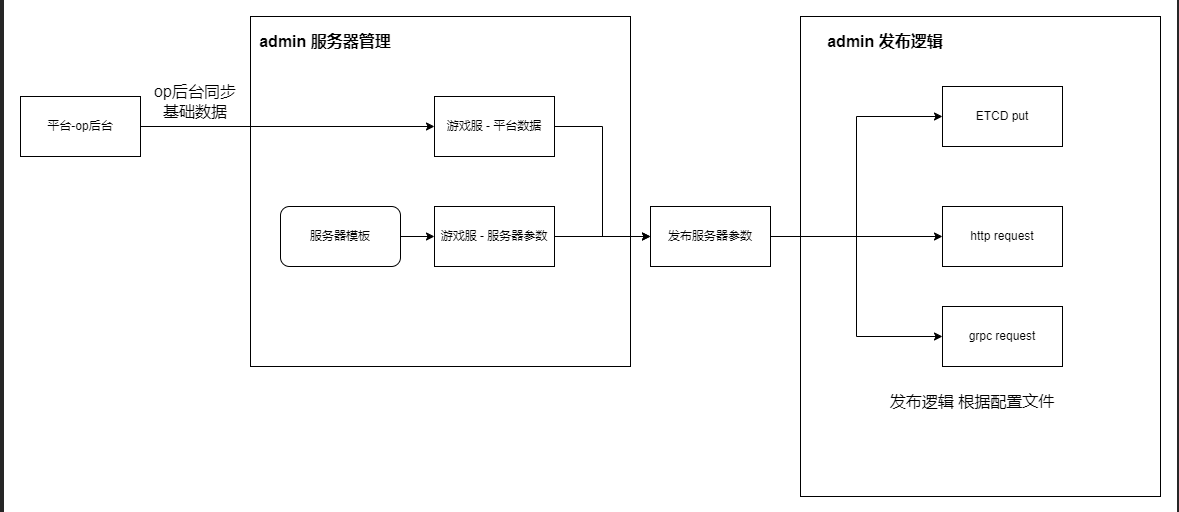 admin 服务器管理
admin 发布逻辑
op后台同步
基础数据
平台-op后台
游戏服 - 平台数据
ETCD put
服务器模板
游戏服 - 服务器参数
发布服务器参数
http request
grpc request
发布逻辑 根据配置文件